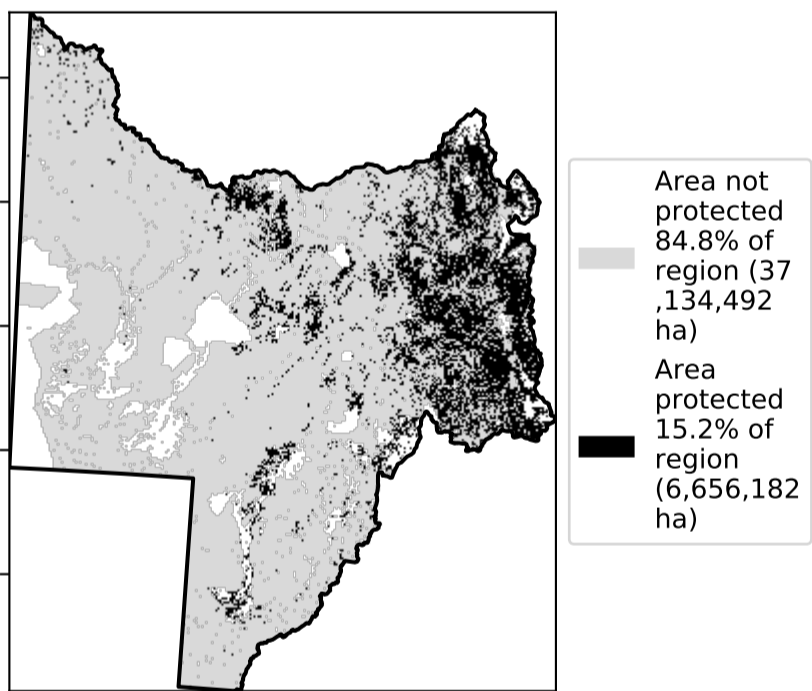 Area not
protected
84.8% of
region (37
,134,492
ha)
Area
protected
15.2% of
region
(6,656,182
ha)